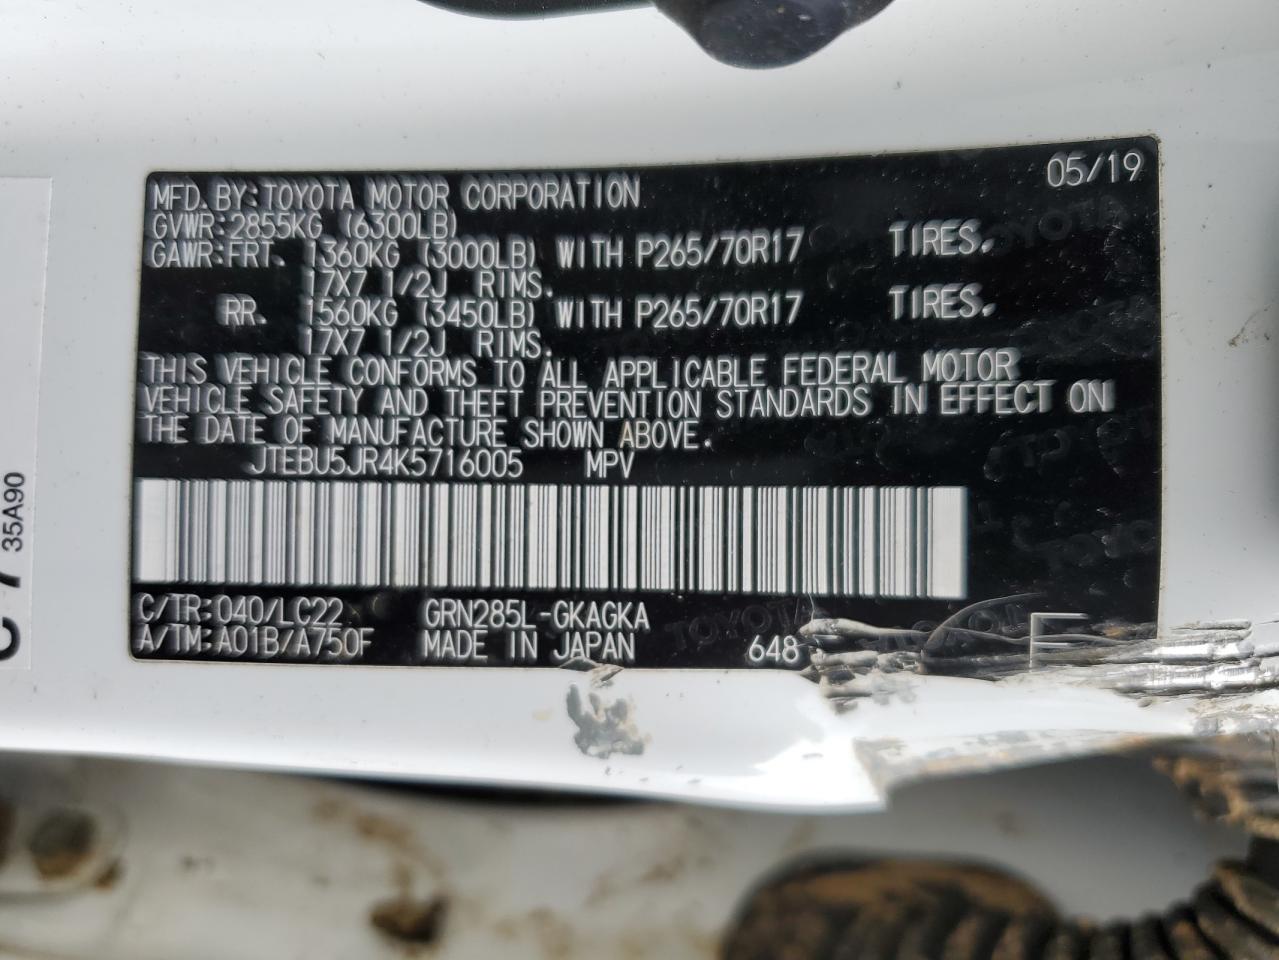 05/19
MFD.BY:TOYOTA MOTOR CORPORATION
GVWR:2855KG (6300LB)
GAWR:FRT. 1360KG (3000LB) WITH P265/70R17 TIRES.
17X7 1/2J RIMS.
RR. 1560KG (3450LB) WITH P265/70R17 TIRES.
17X7 1/2J RIMS.
THIS VEHICLE CONFORMS TO ALL APPLICABLE FEDERAL MOTOR
VEHICLE SAFETY AND THEFT PREVENTION STANDARDS IN EFFECT ON
THE DATE OF MANUFACTURE SHOWN ABOVE.
JTEBU5JR4K5716005 MPV
C/TR:040/LC22 GRN285L-GKAGKA
A/TM:A01B/A750F MADE IN JAPAN 648
35A90
TOYOTA